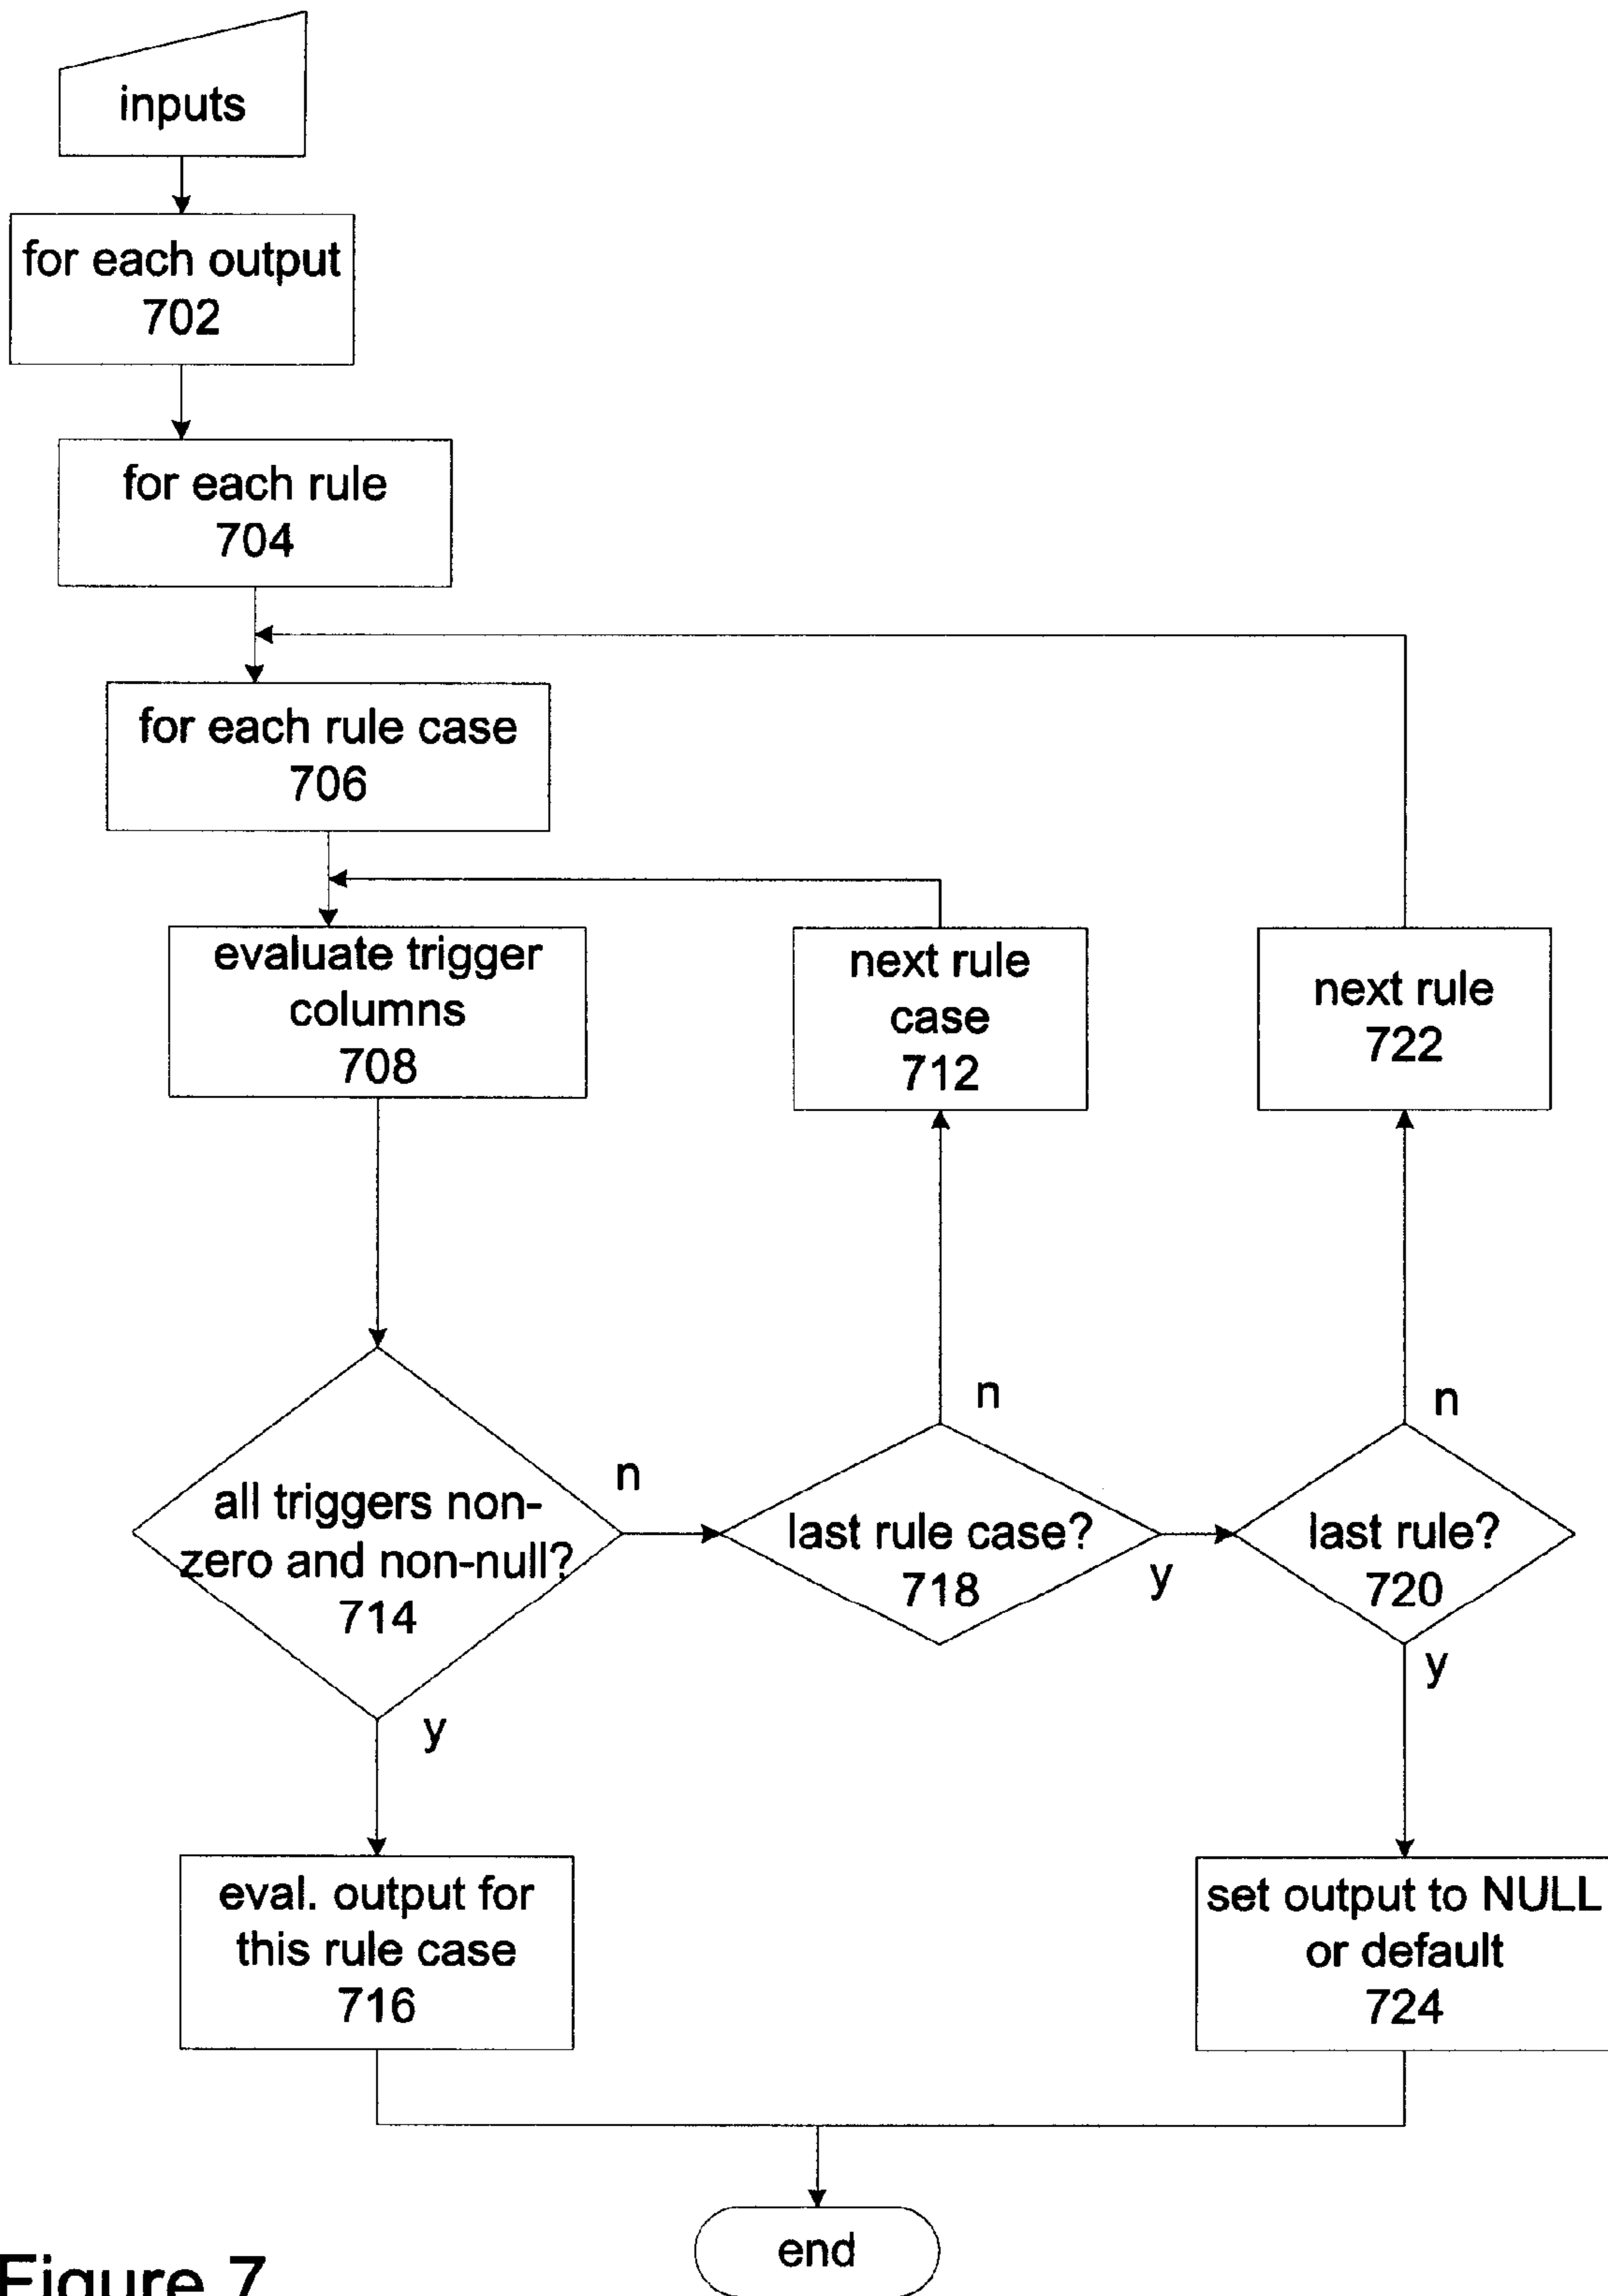 inputs
for each output
702
for each rule
704
for each rule case
706
evaluate trigger
columns
708
next rule
case
712
next rule
722
all triggers non-
zero and non-null?
714
n
last rule case?
718
n
y
last rule?
720
n
y
y
eval. output for
this rule case
716
set output to NULL
or default
724
end
Figure 7